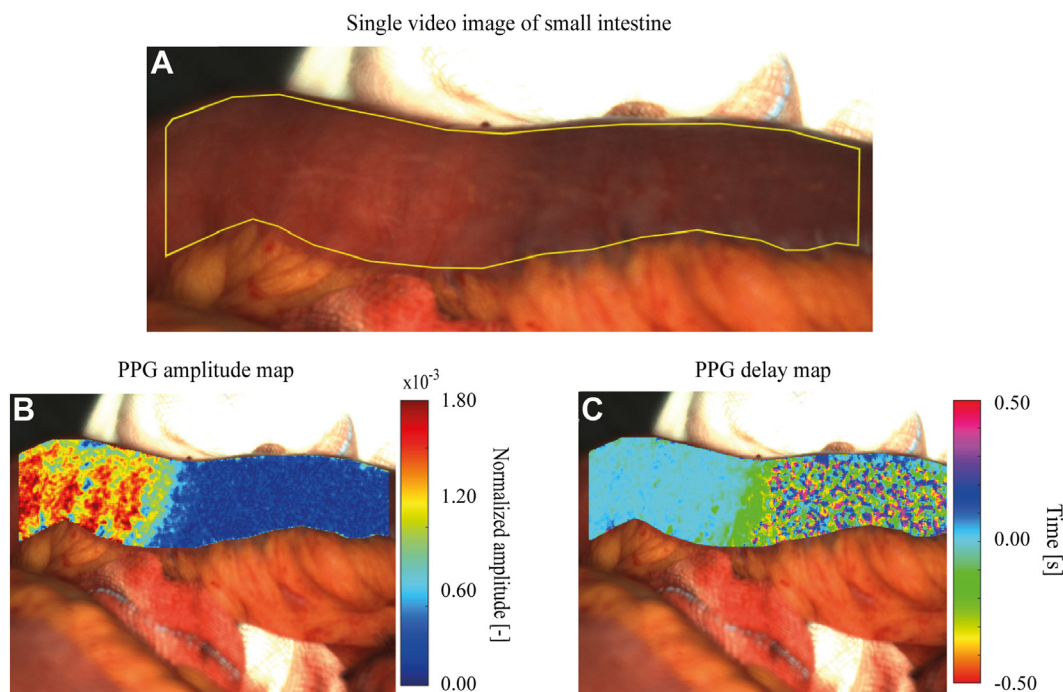 Single video image of small intestine
A
PPG amplitude map
PPG delay map
B
x10⁻³
1.80
1.20
0.60
0.00
Normalized amplitude [-]
C
0.50
0.00
-0.50
Time [s]